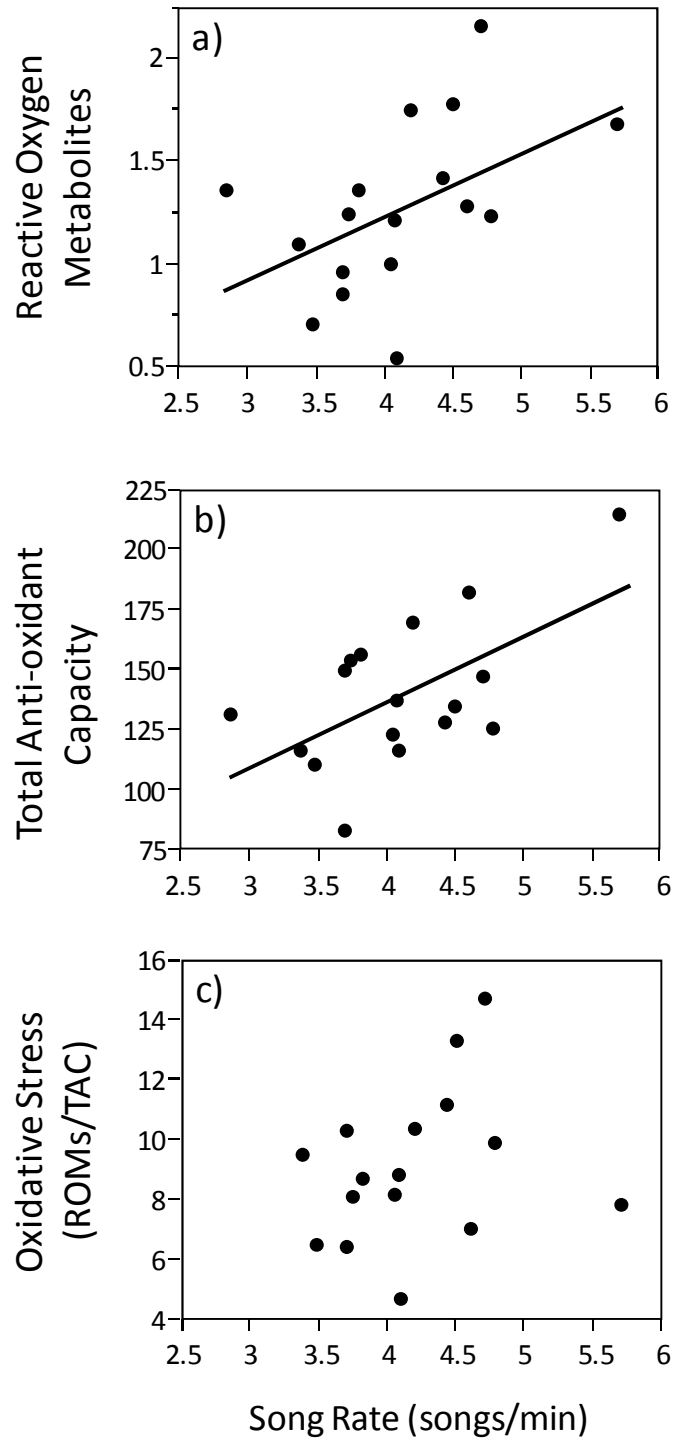 a)
Reactive Oxygen
Metabolites
2
1.5
1
0.5
2.5 3 3.5 4 4.5 5 5.5 6
b)
Total Anti-oxidant
Capacity
225
200
175
150
125
100
75
2.5 3 3.5 4 4.5 5 5.5 6
c)
Oxidative Stress
(ROMs/TAC)
16
14
12
10
8
6
4
2.5 3 3.5 4 4.5 5 5.5 6
Song Rate (songs/min)